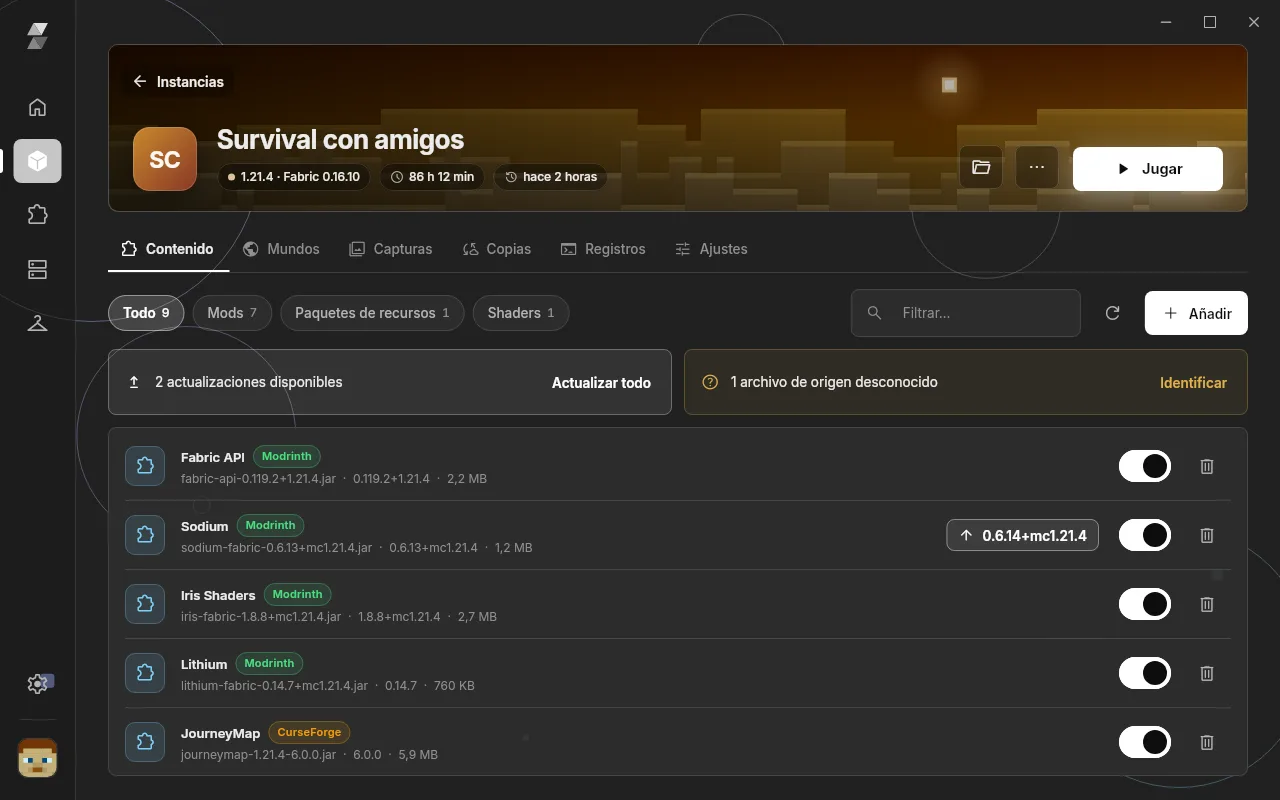 Instancias
SC
Survival con amigos
1.21.4 · Fabric 0.16.10
86 h 12 min
hace 2 horas
Jugar
Contenido
Mundos
Capturas
Copias
Registros
Ajustes
Todo 9
Mods 7
Paquetes de recursos 1
Shaders 1
Filtrar...
Añadir
2 actualizaciones disponibles
Actualizar todo
1 archivo de origen desconocido
Identificar
Fabric API Modrinth
fabric-api-0.119.2+1.21.4.jar · 0.119.2+1.21.4 · 2,2 MB
Sodium Modrinth
sodium-fabric-0.6.13+mc1.21.4.jar · 0.6.13+mc1.21.4 · 1,2 MB
0.6.14+mc1.21.4
Iris Shaders Modrinth
iris-fabric-1.8.8+mc1.21.4.jar · 1.8.8+mc1.21.4 · 2,7 MB
Lithium Modrinth
lithium-fabric-0.14.7+mc1.21.4.jar · 0.14.7 · 760 KB
JourneyMap CurseForge
journeymap-1.21.4-6.0.0.jar · 6.0.0 · 5,9 MB